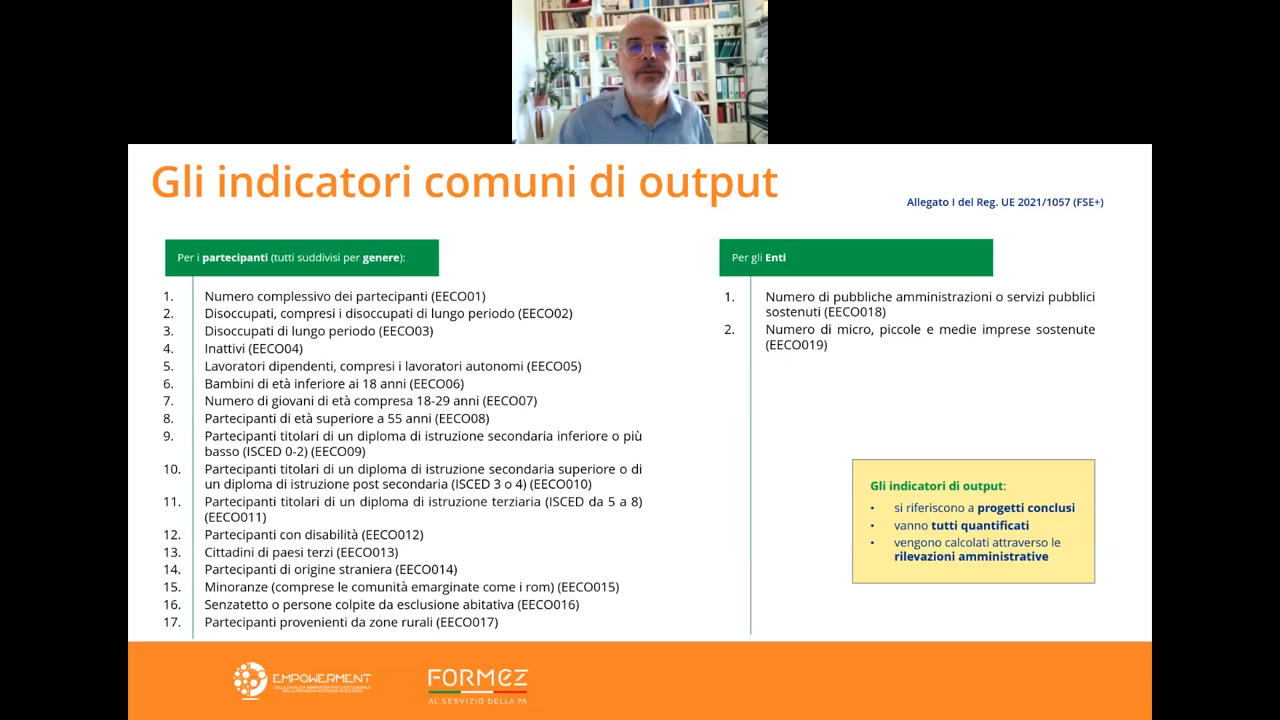 Gli indicatori comuni di output
Allegato I del Reg. UE 2021/1057 (FSE+)
Per i partecipanti (tutti suddivisi per genere):
1. Numero complessivo dei partecipanti (EECO01)
2. Disoccupati, compresi i disoccupati di lungo periodo (EECO02)
3. Disoccupati di lungo periodo (EECO03)
4. Inattivi (EECO04)
5. Lavoratori dipendenti, compresi i lavoratori autonomi (EECO05)
6. Bambini di età inferiore ai 18 anni (EECO06)
7. Numero di giovani di età compresa 18-29 anni (EECO07)
8. Partecipanti di età superiore a 55 anni (EECO08)
9. Partecipanti titolari di un diploma di istruzione secondaria inferiore o più
basso (ISCED 0-2) (EECO09)
10. Partecipanti titolari di un diploma di istruzione secondaria superiore o di
un diploma di istruzione post secondaria (ISCED 3 o 4) (EECO010)
11. Partecipanti titolari di un diploma di istruzione terziaria (ISCED da 5 a 8)
(EECO011)
12. Partecipanti con disabilità (EECO012)
13. Cittadini di paesi terzi (EECO013)
14. Partecipanti di origine straniera (EECO014)
15. Minoranze (comprese le comunità emarginate come i rom) (EECO015)
16. Senzatetto o persone colpite da esclusione abitativa (EECO016)
17. Partecipanti provenienti da zone rurali (EECO017)
Per gli Enti
1. Numero di pubbliche amministrazioni o servizi pubblici
sostenuti (EECO018)
2. Numero di micro, piccole e medie imprese sostenute
(EECO019)
Gli indicatori di output:
• si riferiscono a progetti conclusi
• vanno tutti quantificati
• vengono calcolati attraverso le
rilevazioni amministrative
EMPOWERMENT
FORMEZ
AL SERVIZIO DELLA PA